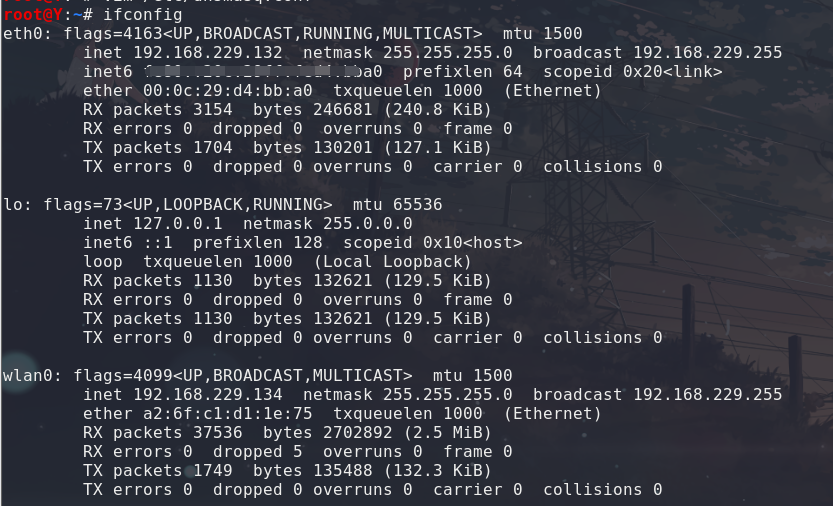 root@Y:~# ifconfig
eth0: flags=4163<UP,BROADCAST,RUNNING,MULTICAST>  mtu 1500
        inet 192.168.229.132  netmask 255.255.255.0  broadcast 192.168.229.255
        inet6 ba0  prefixlen 64  scopeid 0x20<link>
        ether 00:0c:29:d4:bb:a0  txqueuelen 1000  (Ethernet)
        RX packets 3154  bytes 246681 (240.8 KiB)
        RX errors 0  dropped 0  overruns 0  frame 0
        TX packets 1704  bytes 130201 (127.1 KiB)
        TX errors 0  dropped 0 overruns 0  carrier 0  collisions 0
lo: flags=73<UP,LOOPBACK,RUNNING>  mtu 65536
        inet 127.0.0.1  netmask 255.0.0.0
        inet6 ::1  prefixlen 128  scopeid 0x10<host>
        loop  txqueuelen 1000  (Local Loopback)
        RX packets 1130  bytes 132621 (129.5 KiB)
        RX errors 0  dropped 0  overruns 0  frame 0
        TX packets 1130  bytes 132621 (129.5 KiB)
        TX errors 0  dropped 0 overruns 0  carrier 0  collisions 0
wlan0: flags=4099<UP,BROADCAST,MULTICAST>  mtu 1500
        inet 192.168.229.134  netmask 255.255.255.0  broadcast 192.168.229.255
        ether a2:6f:c1:d1:1e:75  txqueuelen 1000  (Ethernet)
        RX packets 37536  bytes 2702892 (2.5 MiB)
        RX errors 0  dropped 5  overruns 0  frame 0
        TX packets 1749  bytes 135488 (132.3 KiB)
        TX errors 0  dropped 0 overruns 0  carrier 0  collisions 0